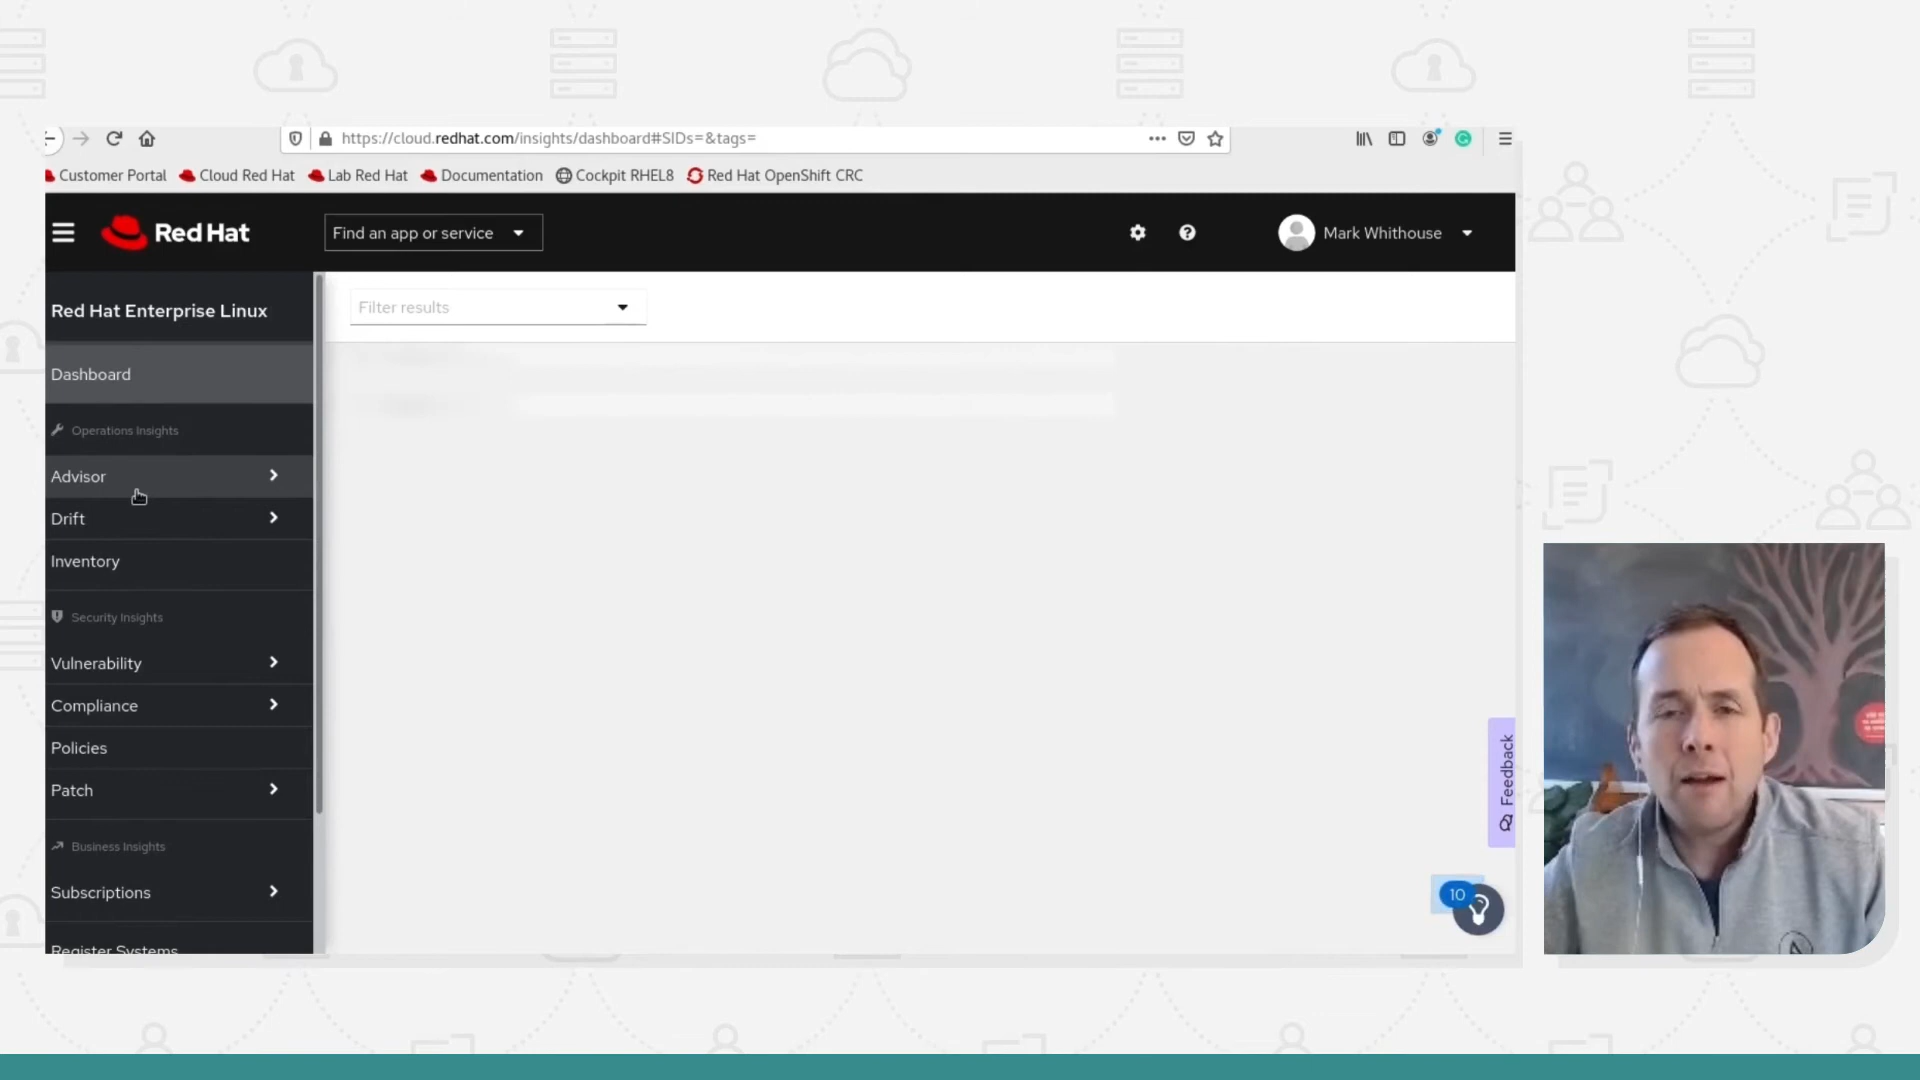 https://cloud.redhat.com/insights/dashboard#SIDs=&tags=
Customer Portal Cloud Red Hat Lab Red Hat Documentation Cockpit RHEL8 Red Hat OpenShift CRC
Red Hat Find an app or service Mark Whithouse
Red Hat Enterprise Linux
Filter results
Dashboard
Operations Insights
Advisor
Drift
Inventory
Security Insights
Vulnerability
Compliance
Policies
Patch
Business Insights
Subscriptions
Register Systems
Feedback
10